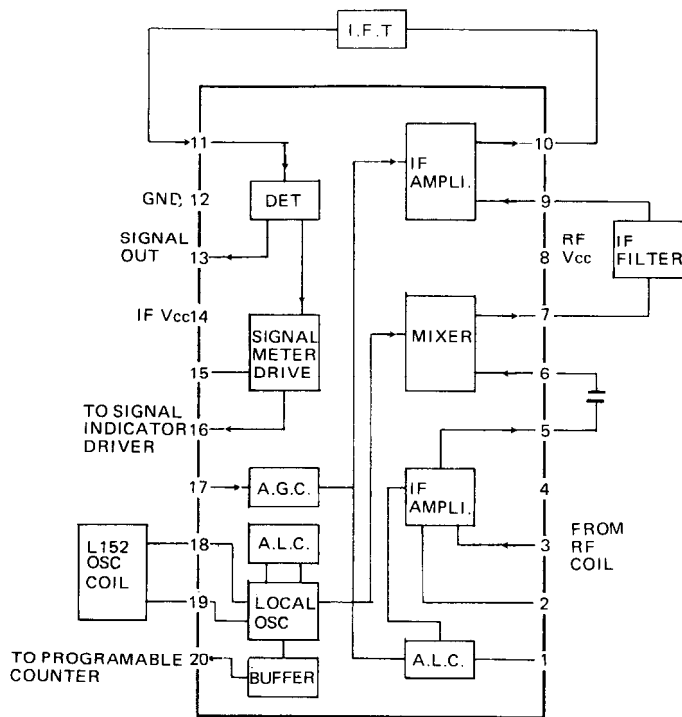 I.F.T
11
10
IF
AMPLI.
GND, 12
DET
9
SIGNAL
OUT
13
RF
Vcc
8
IF
FILTER
IF Vcc14
7
SIGNAL
METER
DRIVE
MIXER
15
6
TO SIGNAL
INDICATOR
DRIVER
16
5
17
A.G.C.
IF
AMPLI.
4
L152
OSC
COIL
18
A.L.C.
3
FROM
RF
COIL
19
LOCAL
OSC
2
TO PROGRAMABLE
COUNTER
20
BUFFER
A.L.C.
1